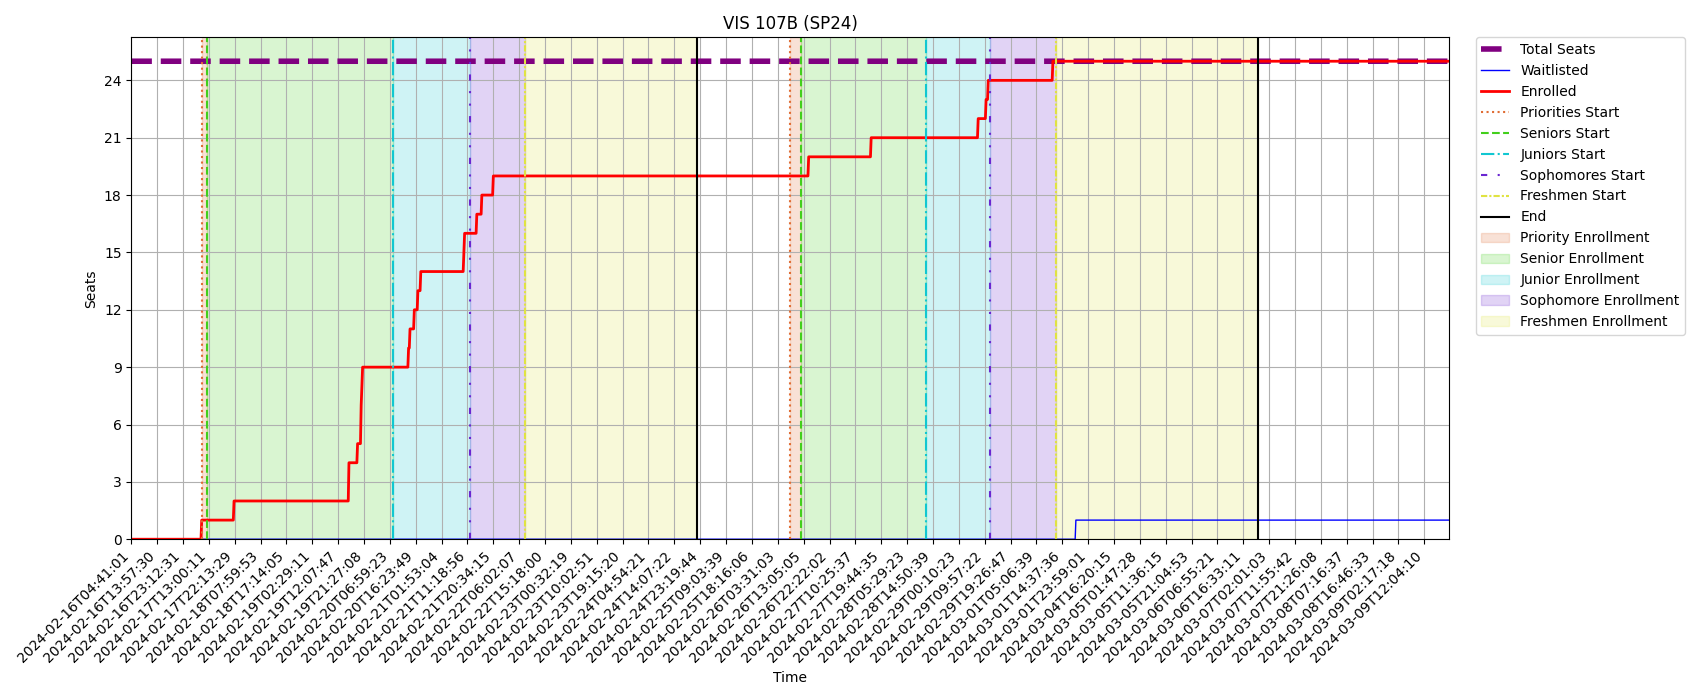 VIS 107B (SP24)
Total Seats
Waitlisted
Enrolled
Priorities Start
Seniors Start
Juniors Start
Sophomores Start
Freshmen Start
End
Priority Enrollment
Senior Enrollment
Junior Enrollment
Sophomore Enrollment
Freshmen Enrollment
Seats
24
21
18
15
12
9
6
3
0
2024-02-16T04:41:01
2024-02-16T13:57:30
2024-02-16T23:12:31
2024-02-17T13:00:11
2024-02-17T22:13:29
2024-02-18T07:59:53
2024-02-18T17:14:05
2024-02-19T02:29:11
2024-02-19T12:07:47
2024-02-19T21:27:08
2024-02-20T06:59:23
2024-02-20T16:23:49
2024-02-21T01:53:04
2024-02-21T11:18:56
2024-02-21T20:34:15
2024-02-22T06:02:07
2024-02-22T15:18:00
2024-02-23T00:32:19
2024-02-23T10:02:51
2024-02-23T19:15:20
2024-02-24T04:54:21
2024-02-24T14:07:22
2024-02-24T23:19:44
2024-02-25T09:03:39
2024-02-25T18:16:06
2024-02-26T03:31:03
2024-02-26T13:05:05
2024-02-26T22:22:02
2024-02-27T10:25:37
2024-02-27T19:44:35
2024-02-28T05:29:23
2024-02-28T14:50:39
2024-02-29T00:10:23
2024-02-29T09:57:22
2024-02-29T19:26:47
2024-03-01T05:06:39
2024-03-01T14:37:36
2024-03-01T23:59:01
2024-03-04T16:20:15
2024-03-05T01:47:28
2024-03-05T11:36:15
2024-03-05T21:04:53
2024-03-06T06:55:21
2024-03-06T16:33:11
2024-03-07T02:01:03
2024-03-07T11:55:42
2024-03-07T21:26:08
2024-03-08T07:16:37
2024-03-08T16:46:33
2024-03-09T02:17:18
2024-03-09T12:04:10
Time